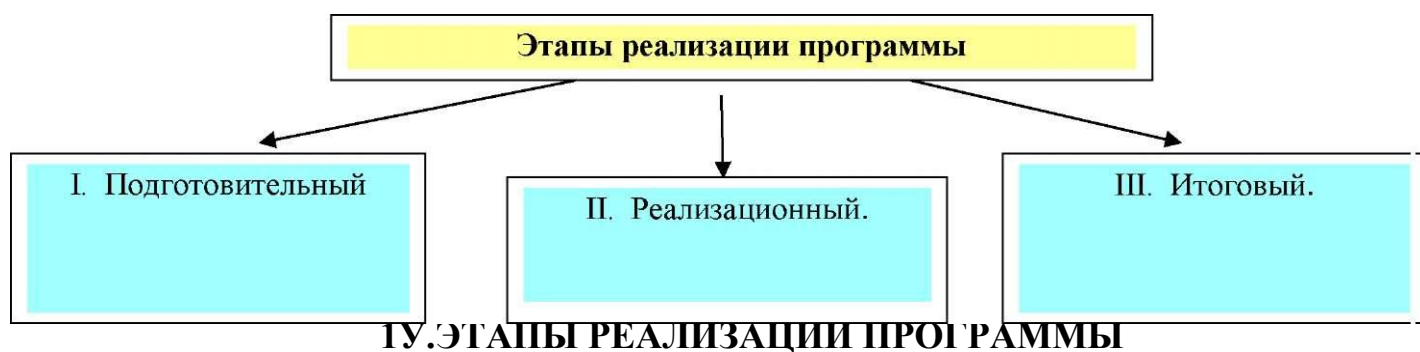 Этапы реализации программы
I. Подготовительный
II. Реализационный.
III. Итоговый.
1У.ЭТАПЫ РЕАЛИЗАЦИИ ПРОГРАММЫ